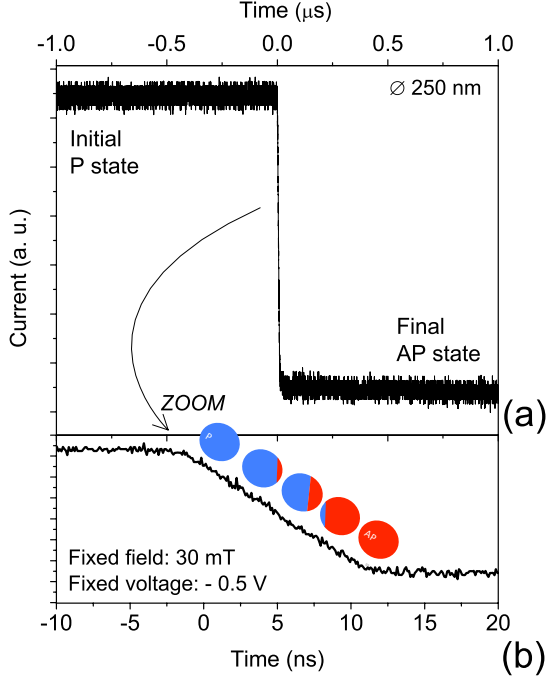 Time (μs)
-1.0 -0.5 0.0 0.5 1.0
∅ 250 nm
Initial
P state
Current (a. u.)
Final
AP state
ZOOM
(a)
P
AP
Fixed field: 30 mT
Fixed voltage: - 0.5 V
-10 -5 0 5 10 15 20
(b)
Time (ns)